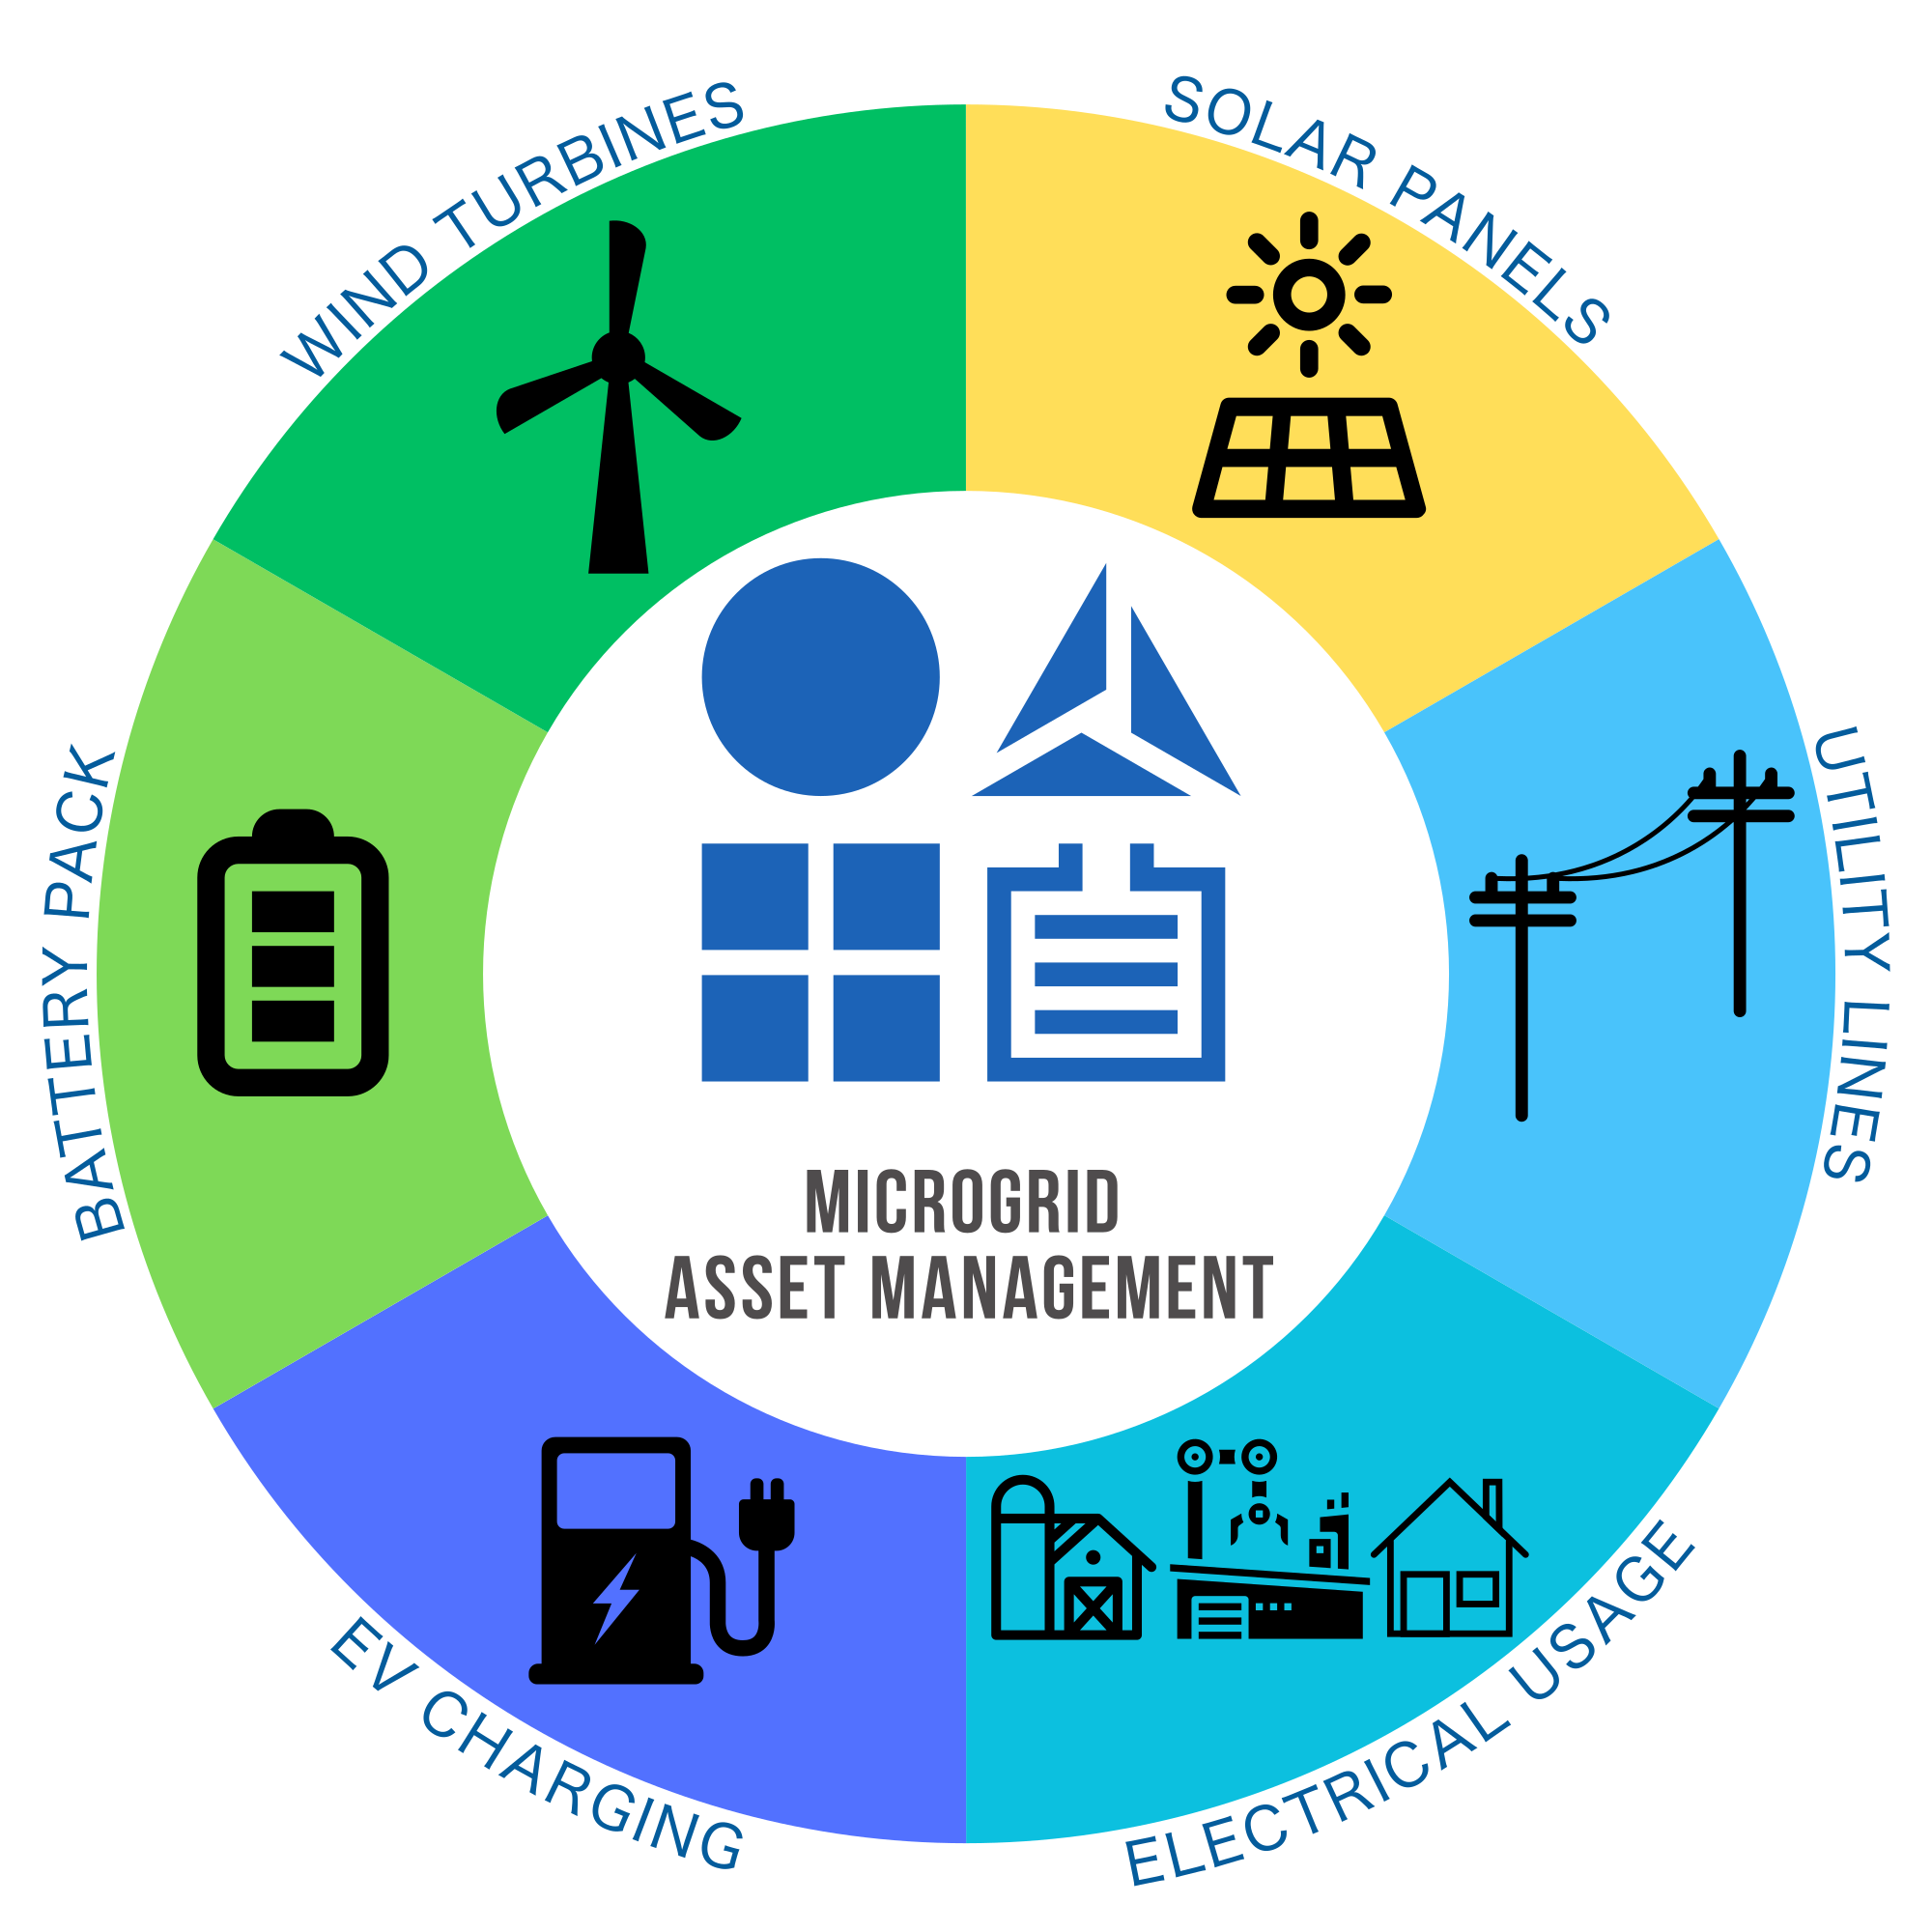 WIND TURBINES
SOLAR PANELS
UTILITY LINES
ELECTRICAL USAGE
EV CHARGING
BATTERY PACK
MICROGRID
ASSET MANAGEMENT